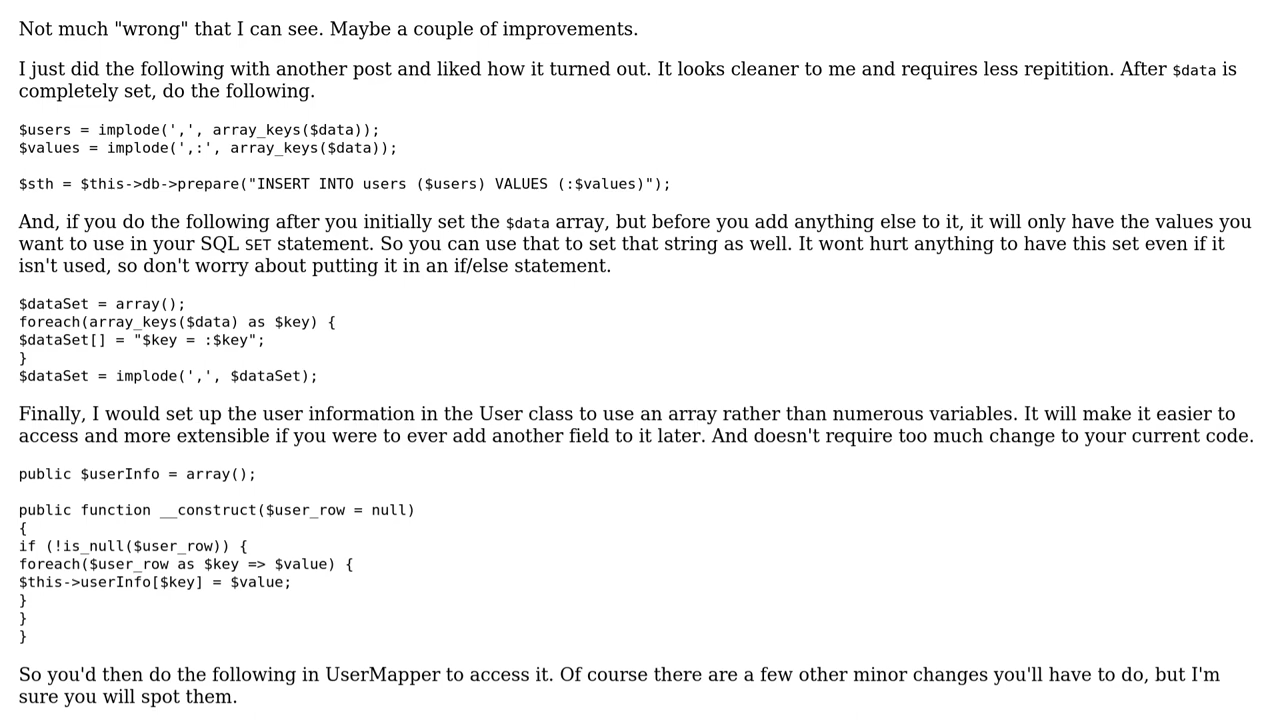 Not much "wrong" that I can see. Maybe a couple of improvements.
I just did the following with another post and liked how it turned out. It looks cleaner to me and requires less repitition. After $data is
completely set, do the following.
$users = implode(',', array_keys($data));
$values = implode(',:', array_keys($data));
$sth = $this->db->prepare("INSERT INTO users ($users) VALUES (:$values)");
And, if you do the following after you initially set the $data array, but before you add anything else to it, it will only have the values you
want to use in your SQL SET statement. So you can use that to set that string as well. It wont hurt anything to have this set even if it
isn't used, so don't worry about putting it in an if/else statement.
$dataSet = array();
foreach(array_keys($data) as $key) {
$dataSet[] = "$key = :$key";
}
$dataSet = implode(',', $dataSet);
Finally, I would set up the user information in the User class to use an array rather than numerous variables. It will make it easier to
access and more extensible if you were to ever add another field to it later. And doesn't require too much change to your current code.
public $userInfo = array();
public function __construct($user_row = null)
{
if (!is_null($user_row)) {
foreach($user_row as $key => $value) {
$this->userInfo[$key] = $value;
}
}
}
So you'd then do the following in UserMapper to access it. Of course there are a few other minor changes you'll have to do, but I'm
sure you will spot them.